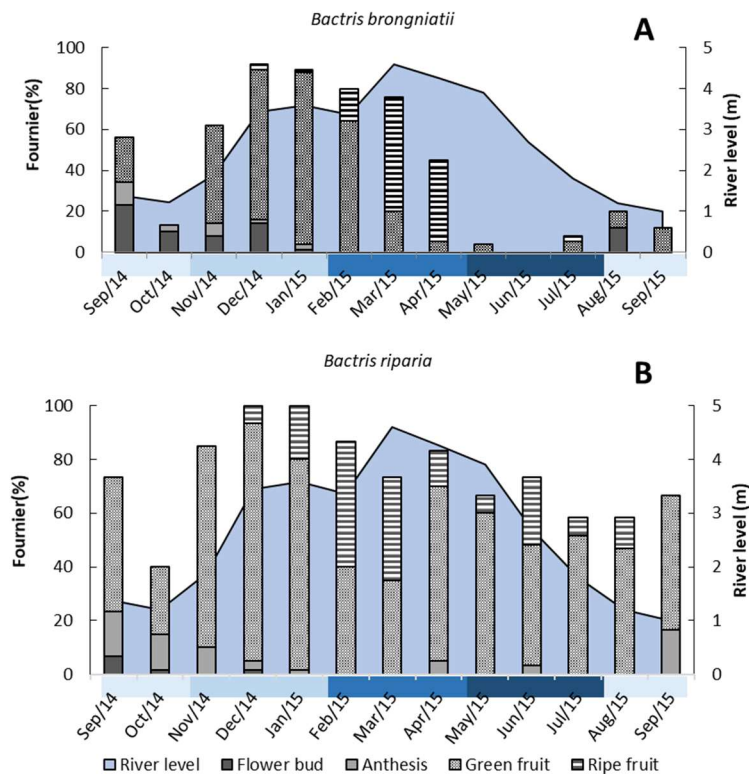 Bactris brongniatii
A
Fournier(%)
100
80
60
40
20
0
River level (m)
5
4
3
2
1
0
Sep/14 Oct/14 Nov/14 Dec/14 Jan/15 Feb/15 Mar/15 Apr/15 May/15 Jun/15 Jul/15 Aug/15 Sep/15
Bactris riparia
B
Fournier(%)
100
80
60
40
20
0
River level (m)
5
4
3
2
1
0
Sep/14 Oct/14 Nov/14 Dec/14 Jan/15 Feb/15 Mar/15 Apr/15 May/15 Jun/15 Jul/15 Aug/15 Sep/15
River level Flower bud Anthesis Green fruit Ripe fruit